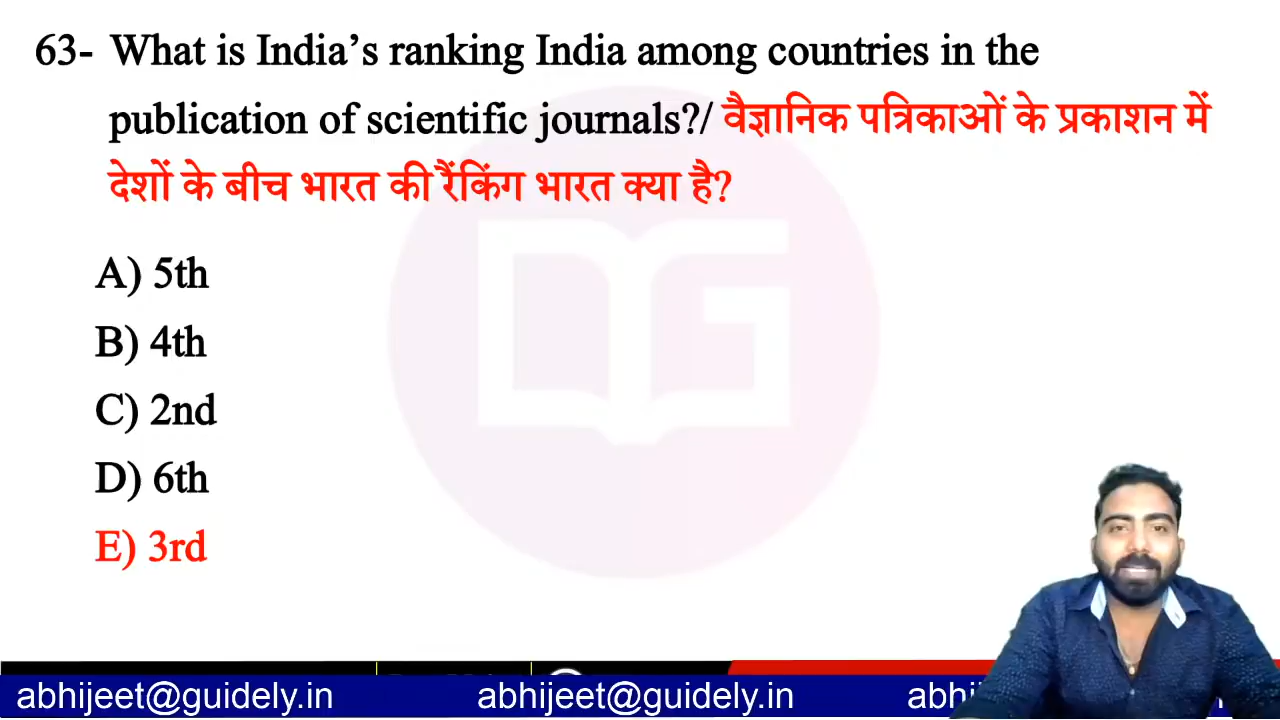 63- What is India’s ranking India among countries in the
publication of scientific journals?/ वैज्ञानिक पत्रिकाओं के प्रकाशन में
देशों के बीच भारत की रैंकिंग भारत क्या है?
A) 5th
B) 4th
C) 2nd
D) 6th
E) 3rd
abhijeet@guidely.in abhijeet@guidely.in